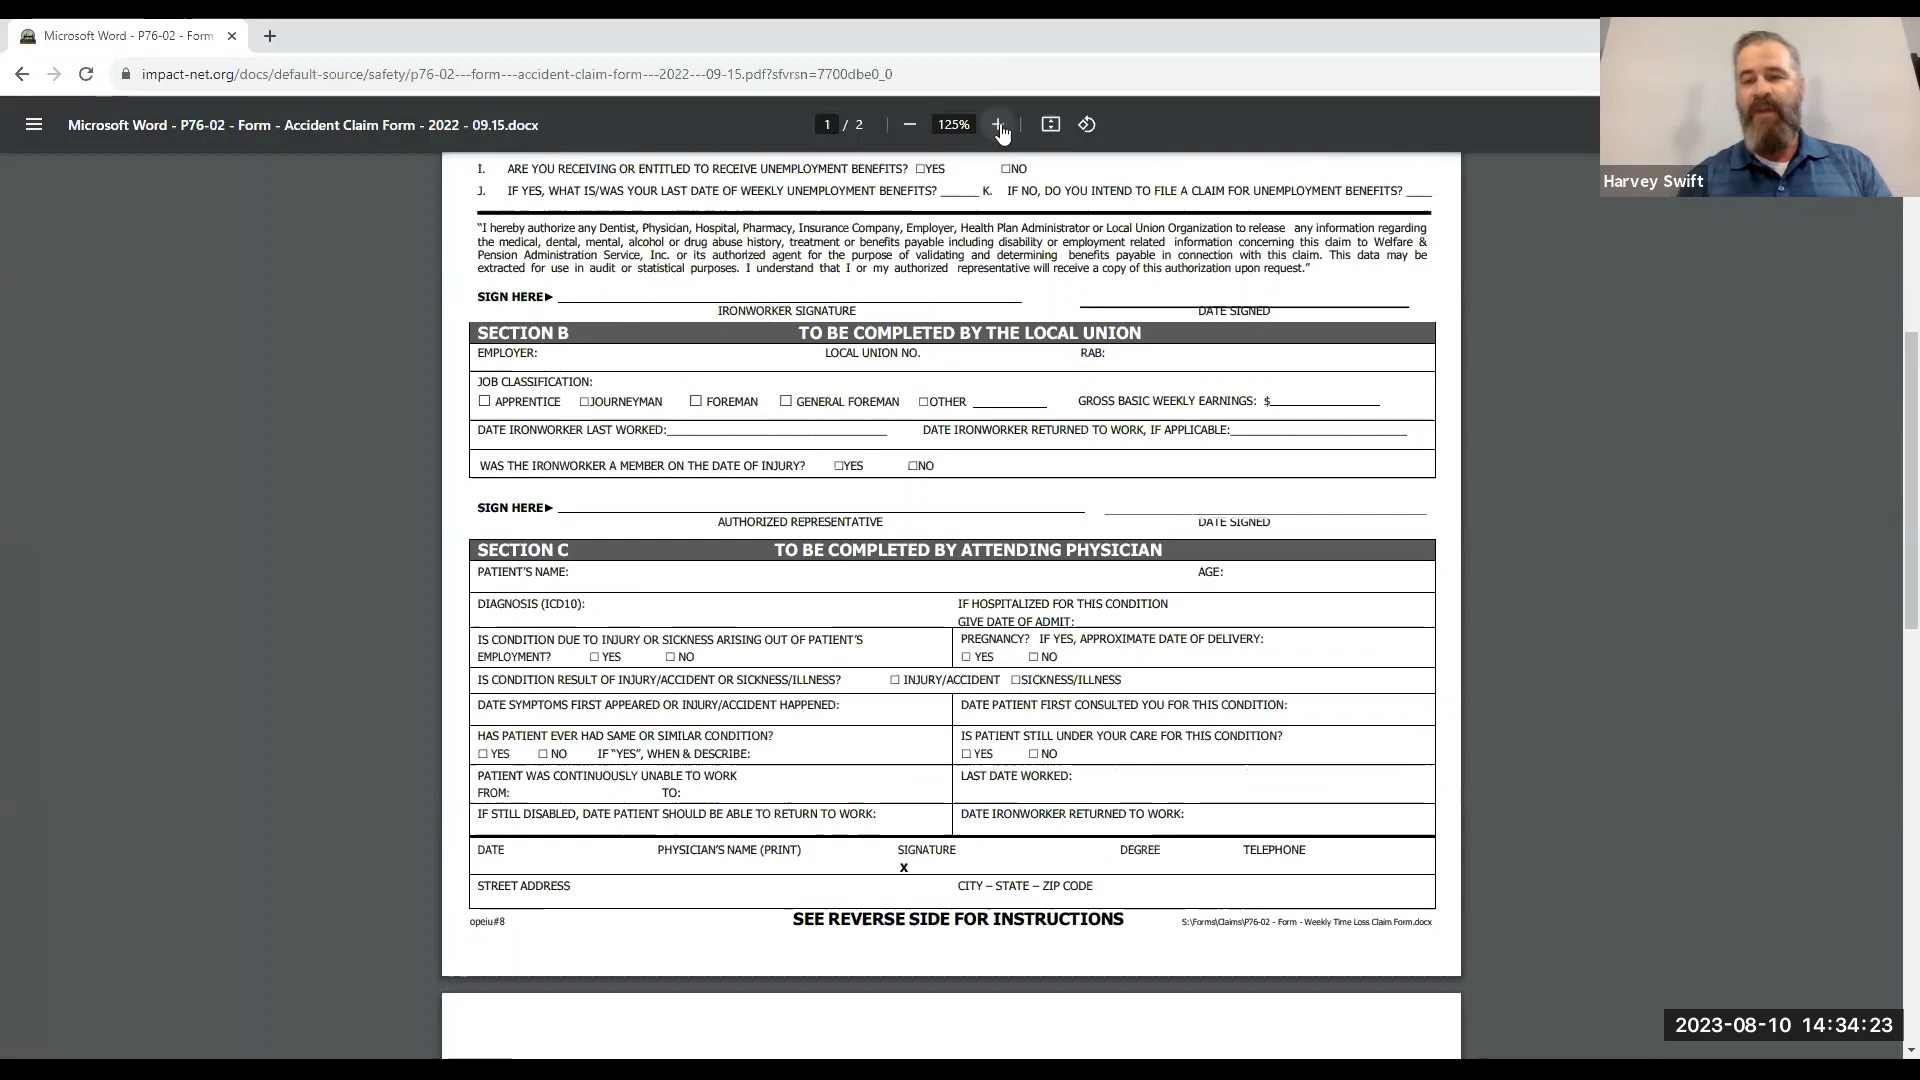 Microsoft Word - P76-02 - Form
impact-net.org/docs/default-source/safety/p76-02---form---accident-claim-form---2022---09-15.pdf?sfvrsn=7700dbe0_0
Microsoft Word - P76-02 - Form - Accident Claim Form - 2022 - 09.15.docx
1 / 2
125%
Harvey Swift
I. ARE YOU RECEIVING OR ENTITLED TO RECEIVE UNEMPLOYMENT BENEFITS? ☐YES ☐NO
J. IF YES, WHAT IS/WAS YOUR LAST DATE OF WEEKLY UNEMPLOYMENT BENEFITS? ______ K. IF NO, DO YOU INTEND TO FILE A CLAIM FOR UNEMPLOYMENT BENEFITS? ____
“I hereby authorize any Dentist, Physician, Hospital, Pharmacy, Insurance Company, Employer, Health Plan Administrator or Local Union Organization to release any information regarding
the medical, dental, mental, alcohol or drug abuse history, treatment or benefits payable including disability or employment related information concerning this claim to Welfare &
Pension Administration Service, Inc. or its authorized agent for the purpose of validating and determining benefits payable in connection with this claim. This data may be
extracted for use in audit or statistical purposes. I understand that I or my authorized representative will receive a copy of this authorization upon request.”
SIGN HERE►
IRONWORKER SIGNATURE DATE SIGNED
SECTION B TO BE COMPLETED BY THE LOCAL UNION
EMPLOYER: LOCAL UNION NO. RAB:
JOB CLASSIFICATION:
☐ APPRENTICE ☐JOURNEYMAN ☐ FOREMAN ☐ GENERAL FOREMAN ☐OTHER ___________ GROSS BASIC WEEKLY EARNINGS: $________________
DATE IRONWORKER LAST WORKED:________________________________ DATE IRONWORKER RETURNED TO WORK, IF APPLICABLE:__________________________
WAS THE IRONWORKER A MEMBER ON THE DATE OF INJURY? ☐YES ☐NO
SIGN HERE►
AUTHORIZED REPRESENTATIVE DATE SIGNED
SECTION C TO BE COMPLETED BY ATTENDING PHYSICIAN
PATIENT’S NAME: AGE:
DIAGNOSIS (ICD10): IF HOSPITALIZED FOR THIS CONDITION
GIVE DATE OF ADMIT:
IS CONDITION DUE TO INJURY OR SICKNESS ARISING OUT OF PATIENT’S
EMPLOYMENT? ☐ YES ☐ NO
PREGNANCY? IF YES, APPROXIMATE DATE OF DELIVERY:
☐ YES ☐ NO
IS CONDITION RESULT OF INJURY/ACCIDENT OR SICKNESS/ILLNESS? ☐ INJURY/ACCIDENT ☐SICKNESS/ILLNESS
DATE SYMPTOMS FIRST APPEARED OR INJURY/ACCIDENT HAPPENED: DATE PATIENT FIRST CONSULTED YOU FOR THIS CONDITION:
HAS PATIENT EVER HAD SAME OR SIMILAR CONDITION?
☐ YES ☐ NO IF “YES”, WHEN & DESCRIBE:
IS PATIENT STILL UNDER YOUR CARE FOR THIS CONDITION?
☐ YES ☐ NO
PATIENT WAS CONTINUOUSLY UNABLE TO WORK
FROM: TO:
LAST DATE WORKED:
IF STILL DISABLED, DATE PATIENT SHOULD BE ABLE TO RETURN TO WORK: DATE IRONWORKER RETURNED TO WORK:
DATE PHYSICIAN’S NAME (PRINT) SIGNATURE DEGREE TELEPHONE
X
STREET ADDRESS CITY – STATE – ZIP CODE
opeiu#8 SEE REVERSE SIDE FOR INSTRUCTIONS S:\Forms\Claims\P76-02 - Form - Weekly Time Loss Claim Form.docx
2023-08-10 14:34:23